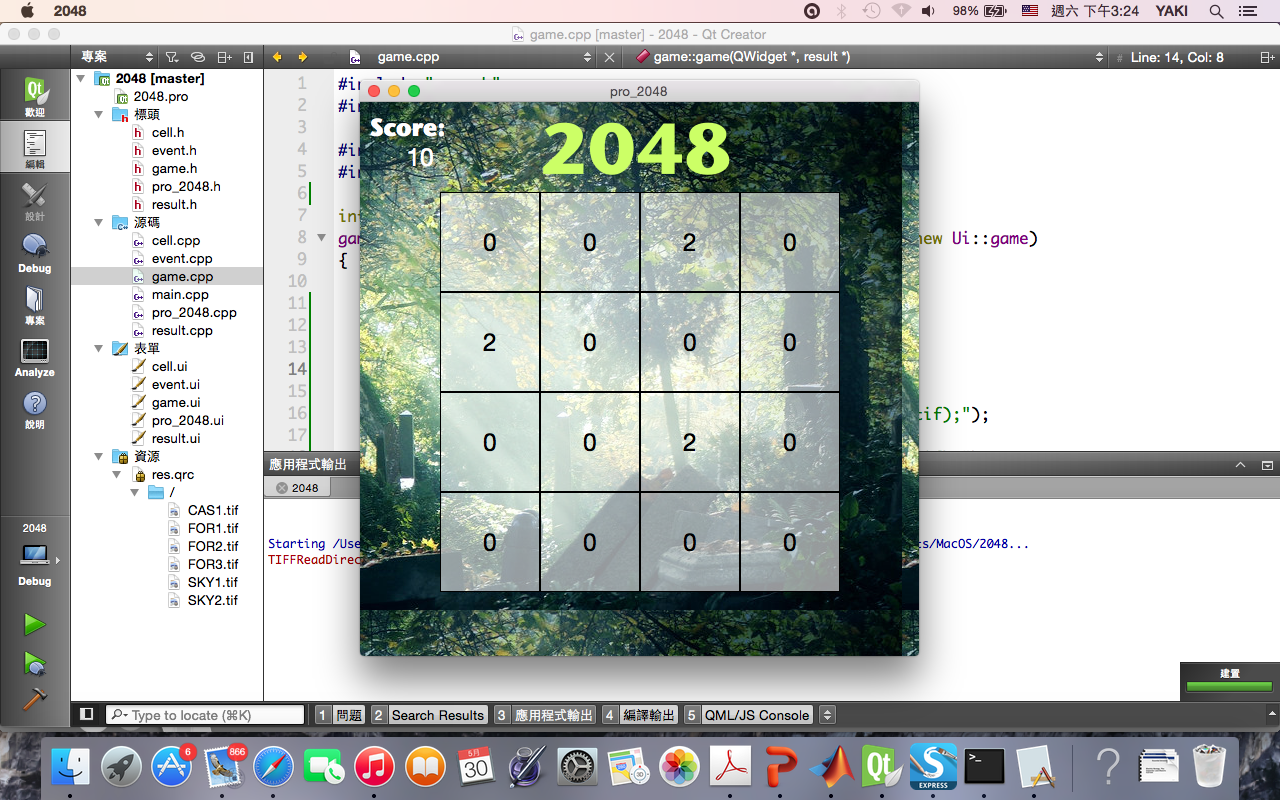 2048
98%
週六 下午3:24
YAKI
game.cpp [master] - 2048 - Qt Creator
專案
game.cpp
game::game(QWidget *, result *)
# Line: 14, Col: 8
歡迎
編輯
設計
Debug
專案
Analyze
說明
2048
Debug
2048 [master]
2048.pro
標頭
cell.h
event.h
game.h
pro_2048.h
result.h
源碼
cell.cpp
event.cpp
game.cpp
main.cpp
pro_2048.cpp
result.cpp
表單
cell.ui
event.ui
game.ui
pro_2048.ui
result.ui
資源
res.qrc
/
CAS1.tif
FOR1.tif
FOR2.tif
FOR3.tif
SKY1.tif
SKY2.tif
1
2 #i
3
4 #i
5 #i
6
7 in
8 ga new Ui::game)
9 {
10
11
12
13
14
15
16 tif);");
17
pro_2048
Score:
10
2048
0 0 2 0
2 0 0 0
0 0 2 0
0 0 0 0
應用程式輸出
2048
Starting /Use s/MacOS/2048...
TIFFReadDirec
建置
Type to locate (⌘K)
1 問題
2 Search Results
3 應用程式輸出
4 編譯輸出
5 QML/JS Console
6
866
5月
30
Qt
S
EXPRESS